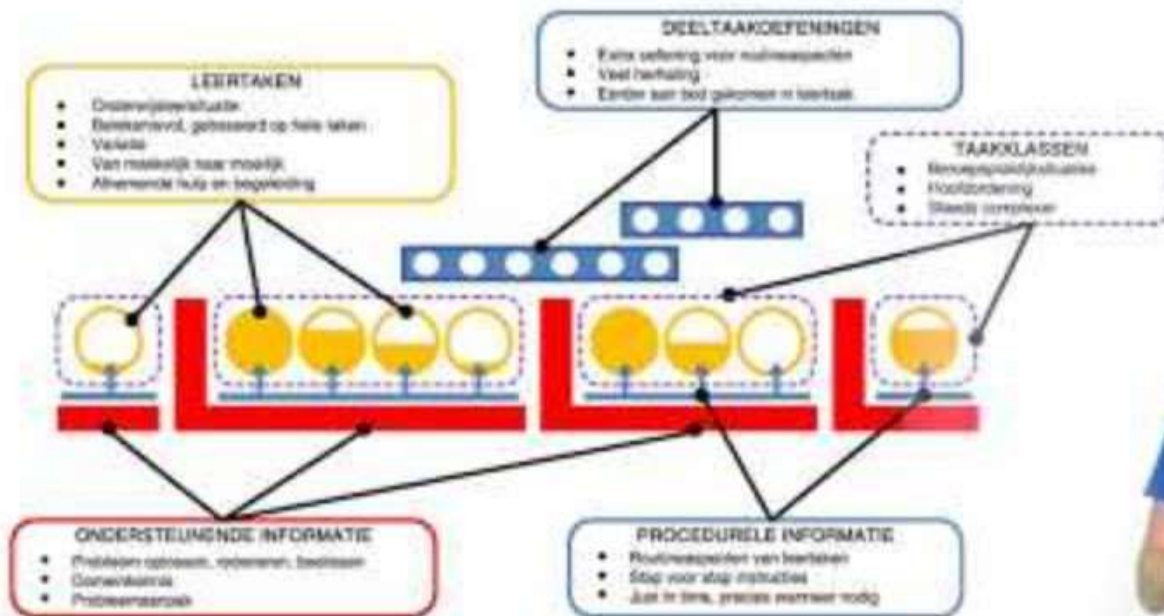 DEELTAAKOEFENINGEN
Extra oefening voor routineaspecten
Veel herhaling
Eerder aan bod gekomen in leertaak
LEERTAKEN
Onderwijsleersituatie
Betekenisvol, gebaseerd op hele taken
Variatie
Van makkelijk naar moeilijk
Afnemende hulp en begeleiding
TAAKKLASSEN
Beroepspraktijksituaties
Hoofdordening
Steeds complexer
ONDERSTEUNENDE INFORMATIE
Probleem oplossen, redeneren, beslissen
Domeinkennis
Probleemaanpak
PROCEDURELE INFORMATIE
Routineaspecten van leertaken
Stap voor stap instructies
Just in time, precies wanneer nodig